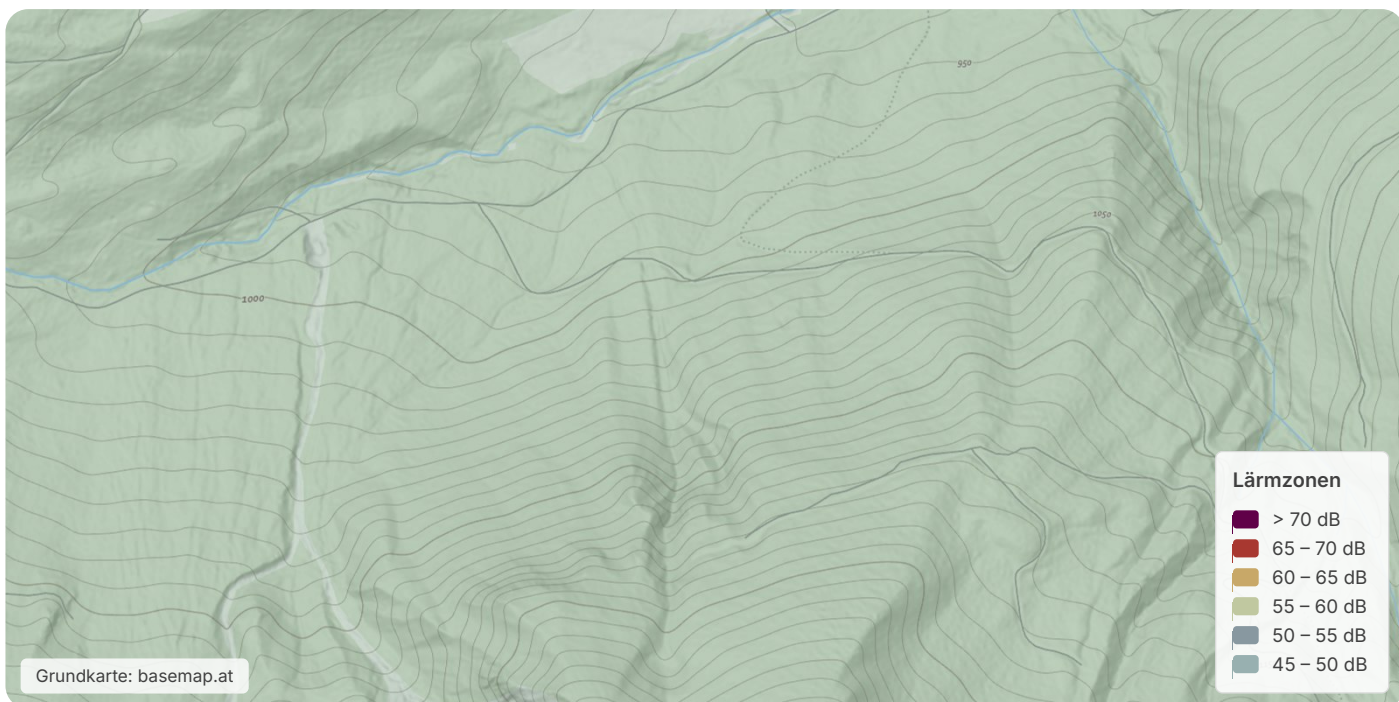 950
1050
1000
Lärmzonen
> 70 dB
65 – 70 dB
60 – 65 dB
55 – 60 dB
50 – 55 dB
45 – 50 dB
Grundkarte: basemap.at